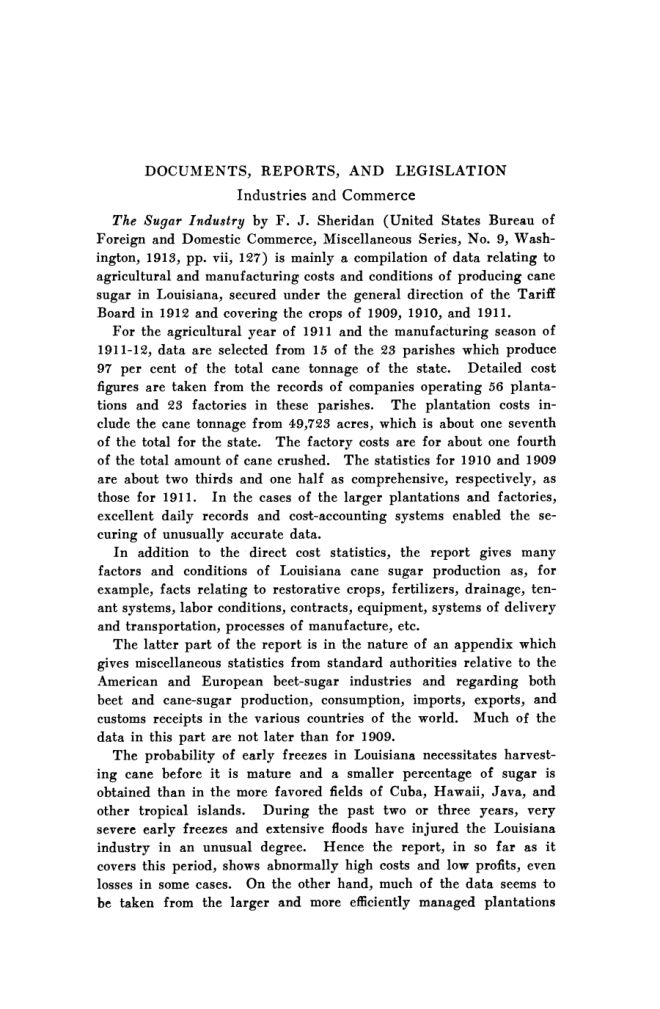 DOCUMENTS, REPORTS, AND LEGISLATION
Industries and Commerce
The Sugar Industry by F. J. Sheridan (United States Bureau of
Foreign and Domestic Commerce, Miscellaneous Series, No. 9, Wash-
ington, 1913, pp. vii, 127) is mainly a compilation of data relating to
agricultural and manufacturing costs and conditions of producing cane
sugar in Louisiana, secured under the general direction of the Tariff
Board in 1912 and covering the crops of 1909, 1910, and 1911.
For the agricultural year of 1911 and the manufacturing season of
1911-12, data are selected from 15 of the 23 parishes which produce
97 per cent of the total cane tonnage of the state. Detailed cost
figures are taken from the records of companies operating 56 planta-
tions and 23 factories in these parishes. The plantation costs in-
clude the cane tonnage from 49,723 acres, which is about one seventh
of the total for the state. The factory costs are for about one fourth
of the total amount of cane crushed. The statistics for 1910 and 1909
are about two thirds and one half as comprehensive, respectively, as
those for 1911. In the cases of the larger plantations and factories,
excellent daily records and cost-accounting systems enabled the se-
curing of unusually accurate data.
In addition to the direct cost statistics, the report gives many
factors and conditions of Louisiana cane sugar production as, for
example, facts relating to restorative crops, fertilizers, drainage, ten-
ant systems, labor conditions, contracts, equipment, systems of delivery
and transportation, processes of manufacture, etc.
The latter part of the report is in the nature of an appendix which
gives miscellaneous statistics from standard authorities relative to the
American and European beet-sugar industries and regarding both
beet and cane-sugar production, consumption, imports, exports, and
customs receipts in the various countries of the world. Much of the
data in this part are not later than for 1909.
The probability of early freezes in Louisiana necessitates harvest-
ing cane before it is mature and a smaller percentage of sugar is
obtained than in the more favored fields of Cuba, Hawaii, Java, and
other tropical islands. During the past two or three years, very
severe early freezes and extensive floods have injured the Louisiana
industry in an unusual degree. Hence the report, in so far as it
covers this period, shows abnormally high costs and low profits, even
losses in some cases. On the other hand, much of the data seems to
be taken from the larger and more efficiently managed plantations